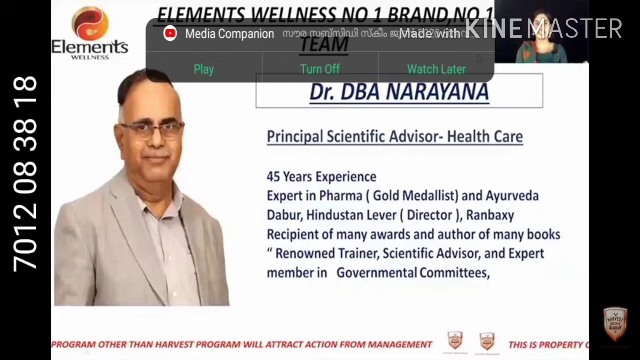 ELEMENTS WELLNESS NO 1 BRAND,NO 1
TEAM
Element's
WELLNESS
Media Companion
Made with KINEMASTER
Play
Turn Off
Watch Later
Dr. DBA NARAYANA
Principal Scientific Advisor- Health Care
45 Years Experience
Expert in Pharma ( Gold Medallist) and Ayurveda
Dabur, Hindustan Lever ( Director ), Ranbaxy
Recipient of many awards and author of many books
“ Renowned Trainer, Scientific Advisor, and Expert
member in Governmental Committees,
7012 08 38 18
PROGRAM OTHER THAN HARVEST PROGRAM WILL ATTRACT ACTION FROM MANAGEMENT
THIS IS PROPERTY O